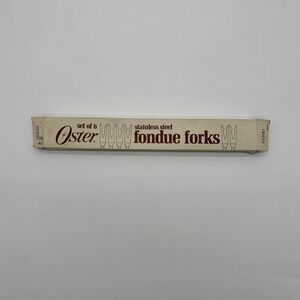 set of 6
Oster
stainless steel
fondue forks